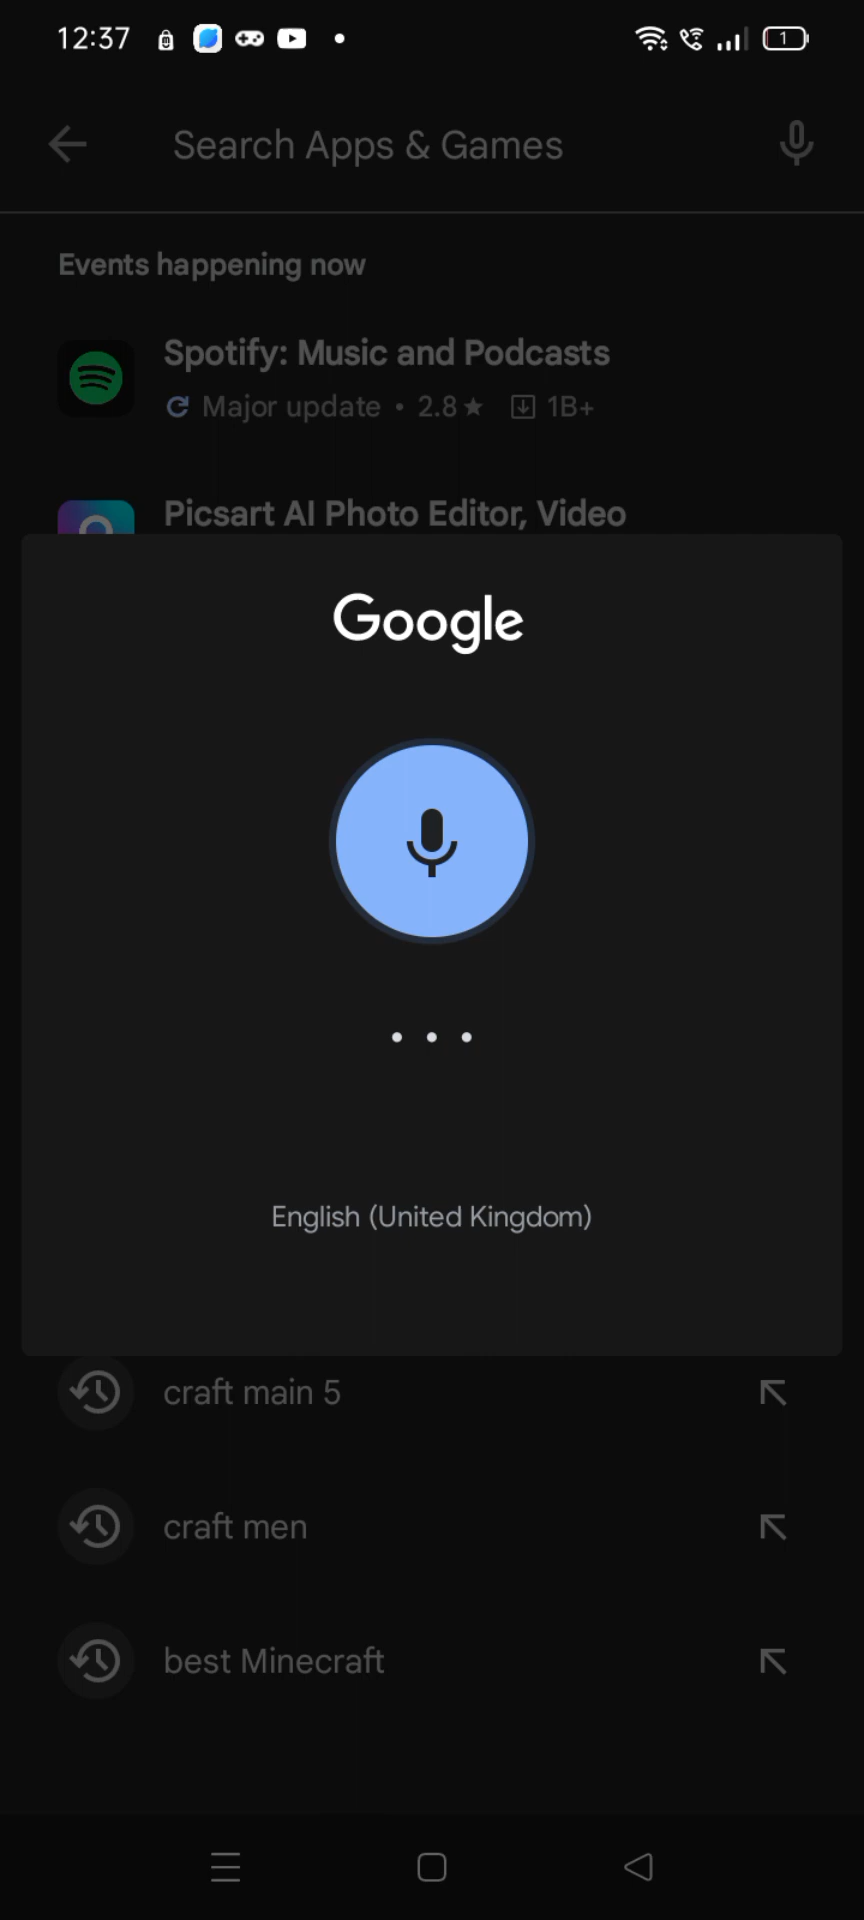 12:37
1
Search Apps & Games
Events happening now
Spotify: Music and Podcasts
Major update • 2.8★ 1B+
Picsart AI Photo Editor, Video
Google
English (United Kingdom)
craft main 5
craft men
best Minecraft